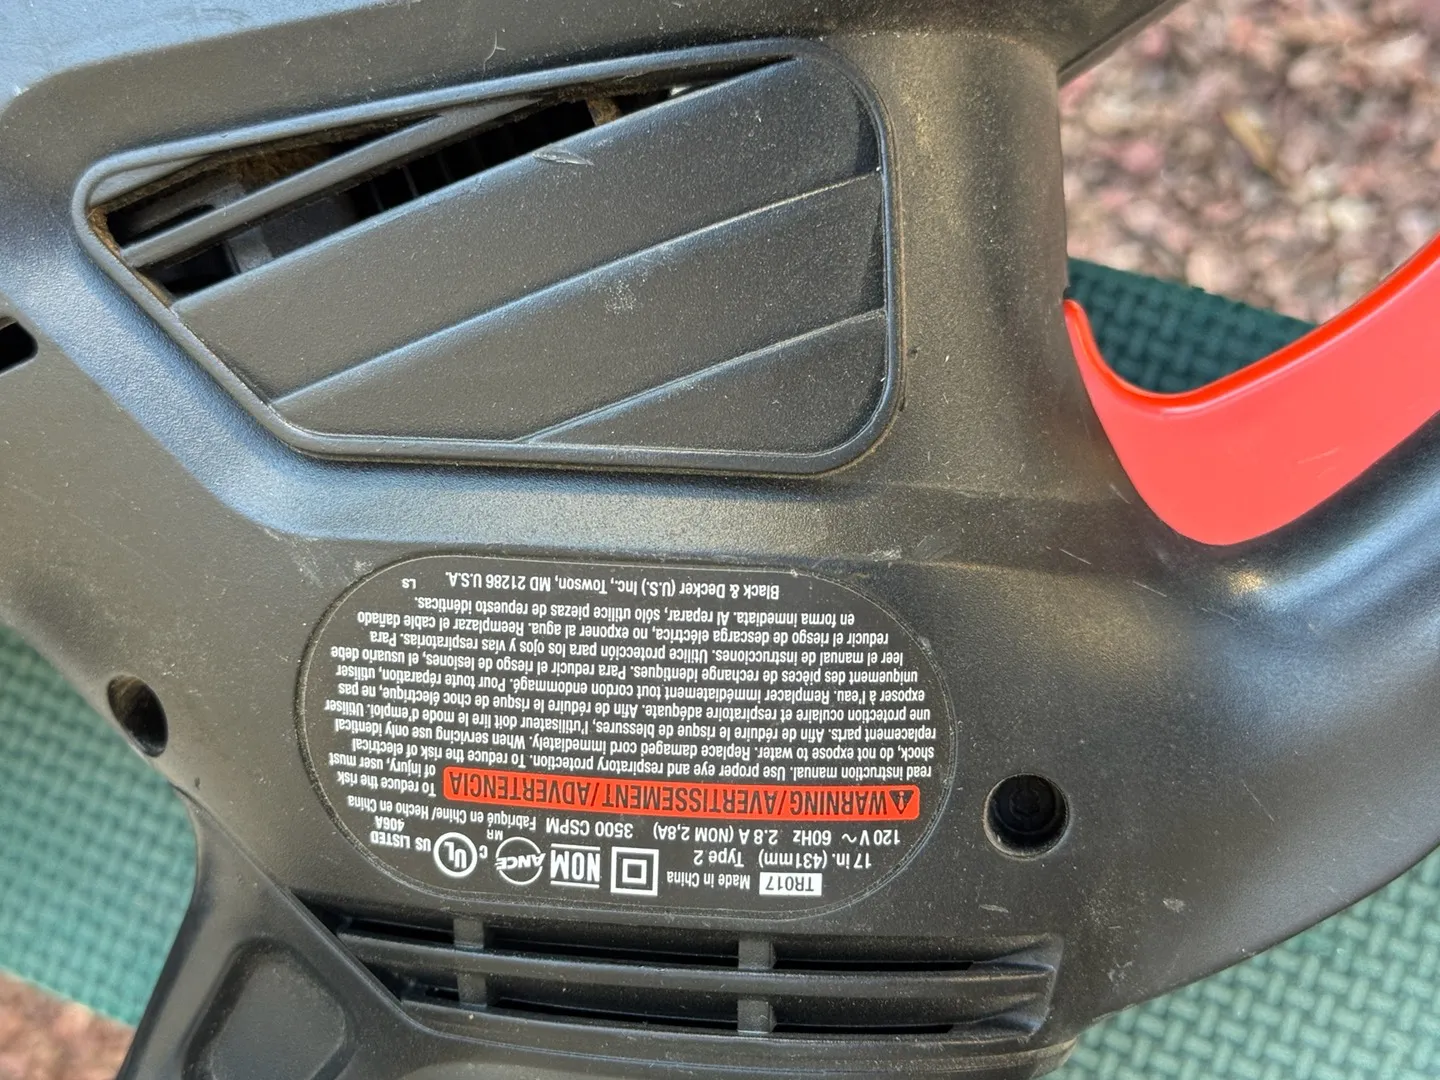 TR017 Made in China
17 in. (431mm) Type 2
NOM ANCE MR C UL US LISTED 406A
120 V ~ 60Hz 2.8 A (NOM 2,8A) 3500 CSPM Fabriqué en Chine/ Hecho en China
WARNING/AVERTISSEMENT/ADVERTENCIA To reduce the risk of injury, user must
read instruction manual. Use proper eye and respiratory protection. To reduce the risk of electrical
shock, do not expose to water. Replace damaged cord immediately. When servicing use only identical
replacement parts. Afin de réduire le risque de blessures, l'utilisateur doit lire le mode d'emploi. Utiliser
une protection oculaire et respiratoire adéquate. Afin de réduire le risque de choc électrique, ne pas
exposer à l'eau. Remplacer immédiatement tout cordon endommagé. Pour toute réparation, utiliser
uniquement des pièces de rechange identiques. Para reducir el riesgo de lesiones, el usuario debe
leer el manual de instrucciones. Utilice protección para los ojos y vías respiratorias. Para
reducir el riesgo de descarga eléctrica, no exponer al agua. Reemplazar el cable dañado
en forma inmediata. Al reparar, sólo utilice piezas de repuesto idénticas.
Black & Decker (U.S.) Inc., Towson, MD 21286 U.S.A. LS